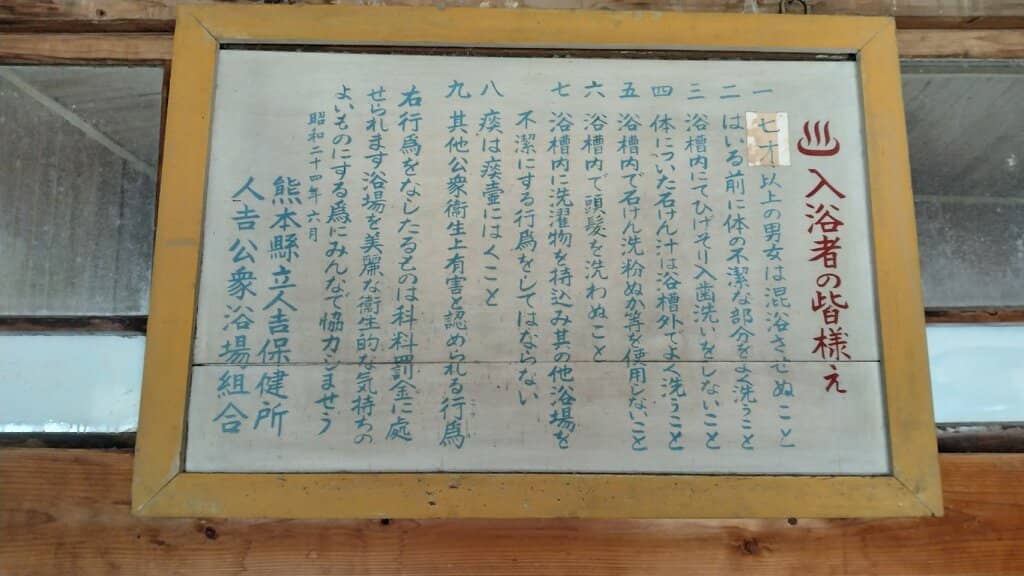 ♨入浴者の皆様え
一 七才以上の男女は混浴させぬこと
二 はいる前に体の不潔な部分をよく洗うこと
三 浴槽内にてひげそり入歯洗いをしないこと
四 体についた石けん汁は浴槽外でよく洗うこと
五 浴槽内で石けん洗粉ぬか等を使用しないこと
六 浴槽内で頭髪を洗わぬこと
七 浴槽内に洗濯物を持込み其の他浴場を
不潔にする行為をしてはならない
八 痰は痰壷にはくこと
九 其他公衆衛生上有害と認められる行為
右行為をなしたるものは科料罰金に處
せられます浴場を美麗な衛生的な気持ちの
よいものにする為にみんなで協力しませう
昭和二十四年六月
熊本縣立人吉保健所
人吉公衆浴場組合